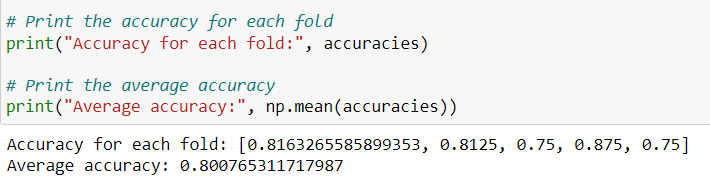 # Print the accuracy for each fold
print("Accuracy for each fold:", accuracies)
# Print the average accuracy
print("Average accuracy:", np.mean(accuracies))
Accuracy for each fold: [0.8163265585899353, 0.8125, 0.75, 0.875, 0.75]
Average accuracy: 0.800765311717987